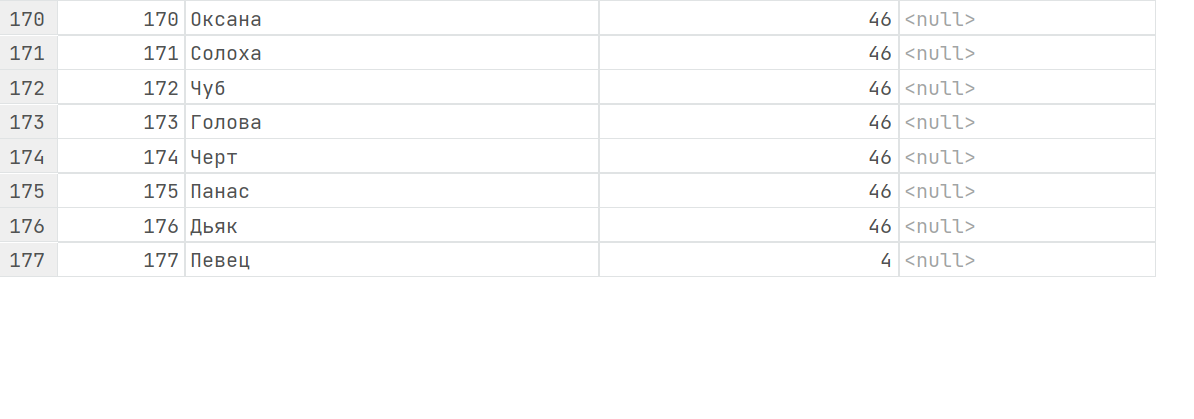 170 170 Оксана 46 <null>
171 171 Солоха 46 <null>
172 172 Чуб 46 <null>
173 173 Голова 46 <null>
174 174 Черт 46 <null>
175 175 Панас 46 <null>
176 176 Дьяк 46 <null>
177 177 Певец 4 <null>